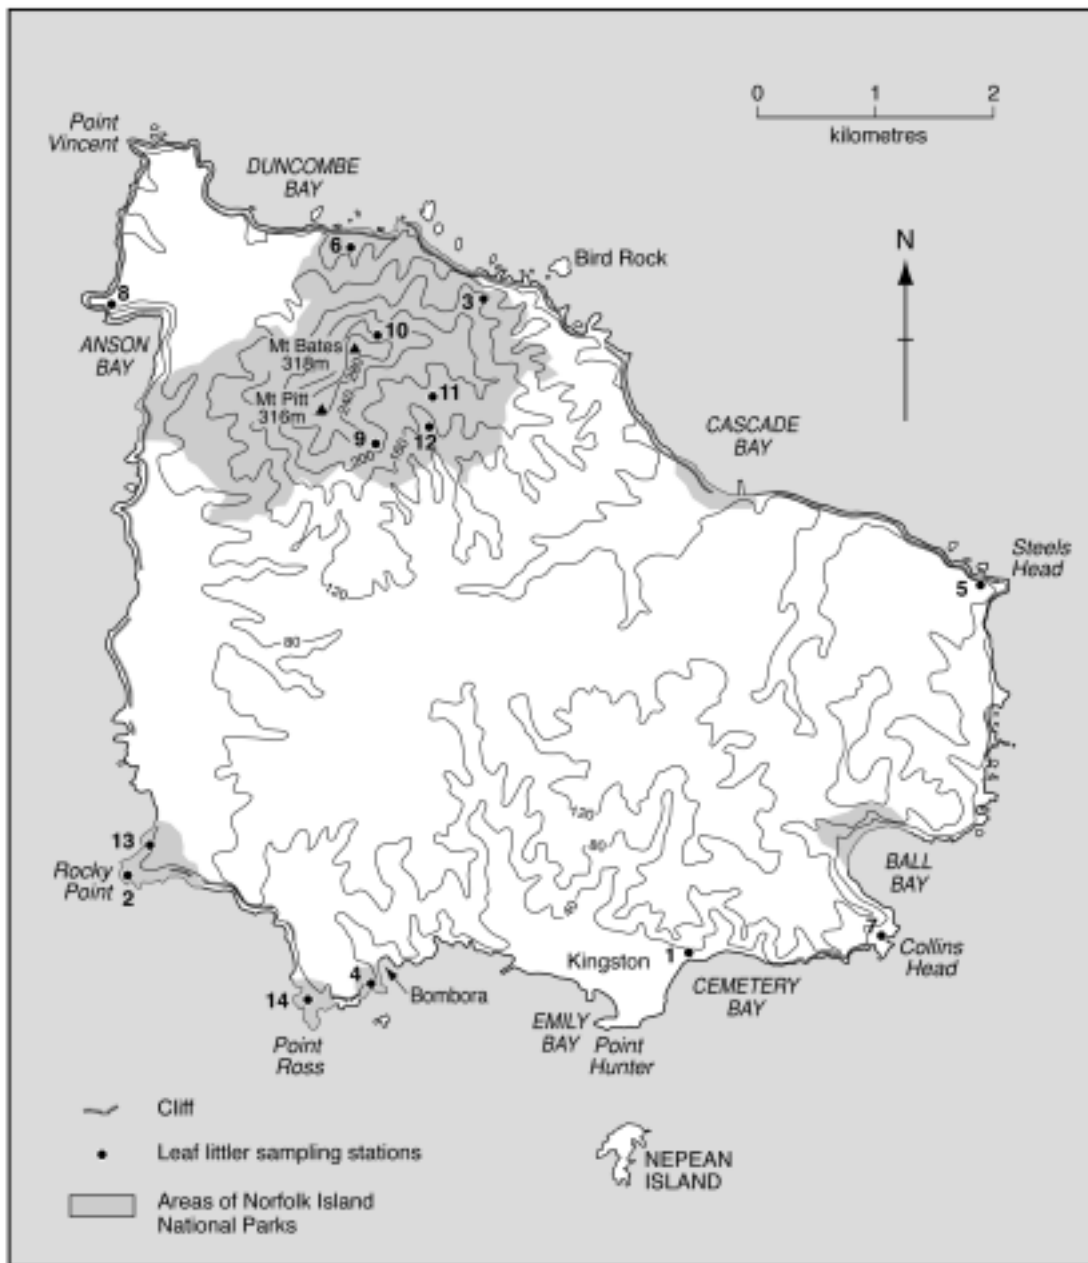 0 1 2
kilometres
Point
Vincent
DUNCOMBE
BAY
N
6
Bird Rock
3
8
10
ANSON
BAY
Mt Bates
318m
280
240
Mt Pitt
316m
11
9
12
200
160
CASCADE
BAY
Steels
Head
5
120
80
120
80
40
13
Rocky
Point
2
BALL
BAY
7
Collins
Head
Kingston
1
CEMETERY
BAY
4
Bombora
14
EMILY
BAY
Point
Hunter
Point
Ross
Cliff
Leaf littler sampling stations
Areas of Norfolk Island
National Parks
NEPEAN
ISLAND